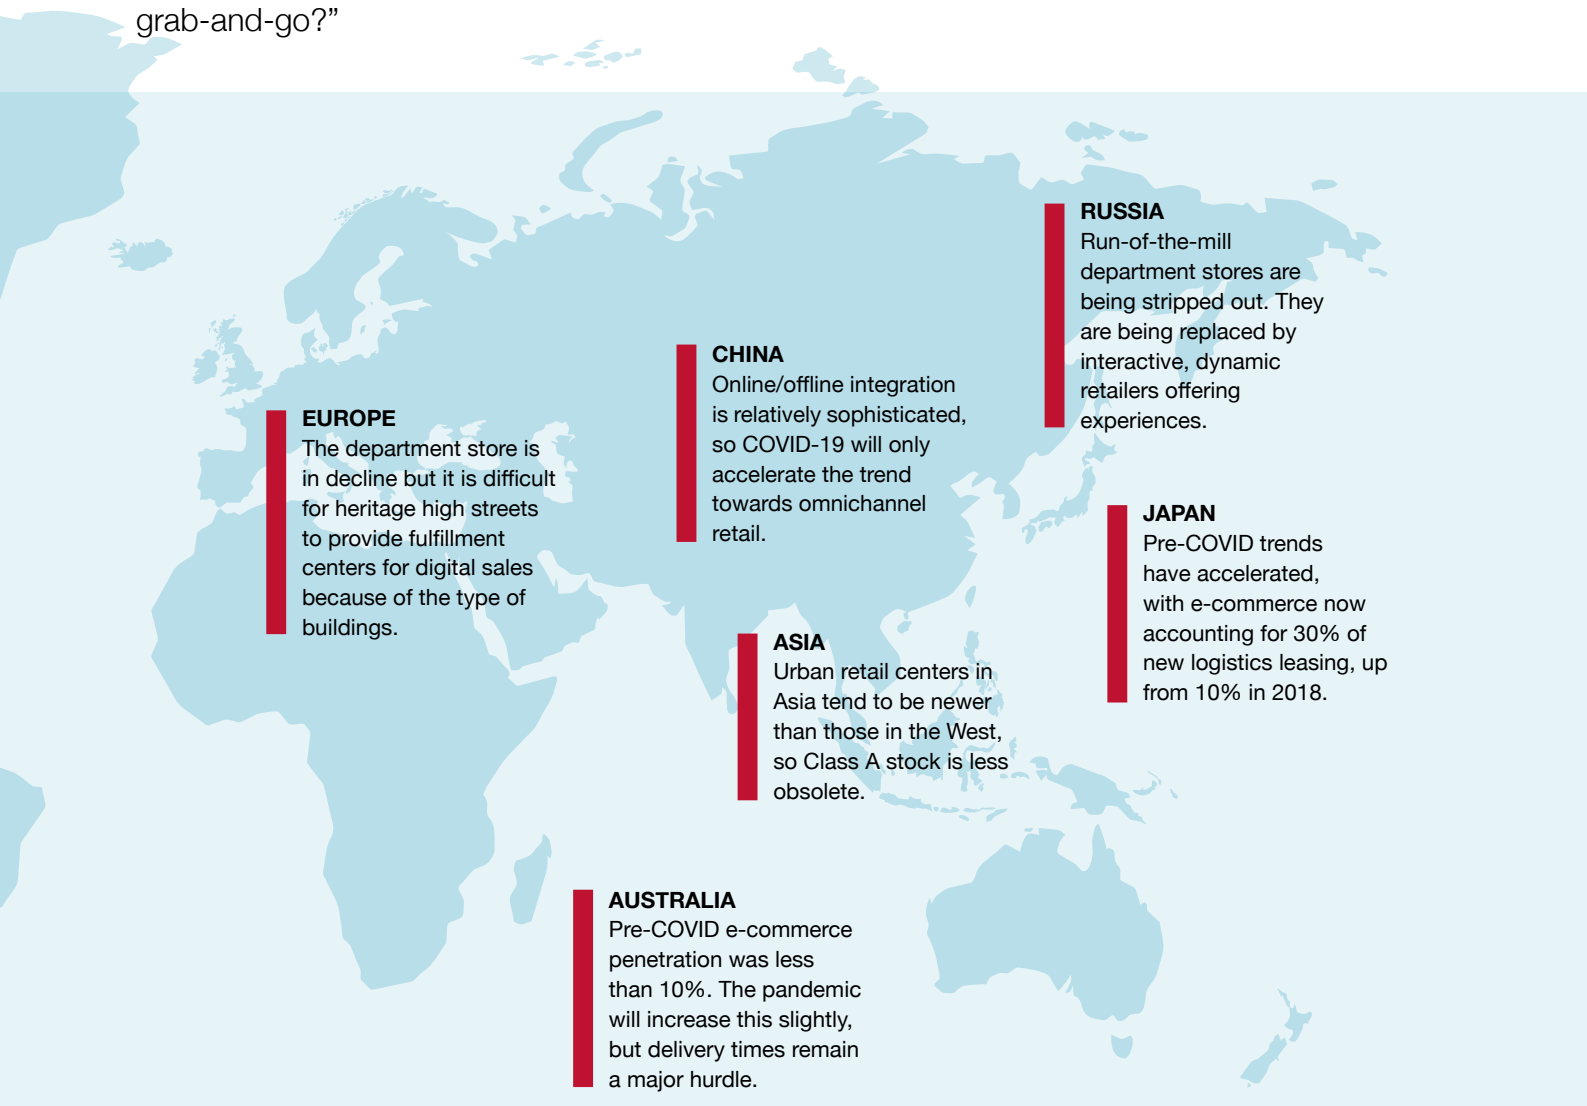 grab-and-go?”
RUSSIA
Run-of-the-mill
department stores are
being stripped out. They
are being replaced by
interactive, dynamic
retailers offering
experiences.
CHINA
Online/offline integration
is relatively sophisticated,
so COVID-19 will only
accelerate the trend
towards omnichannel
retail.
EUROPE
The department store is
in decline but it is difficult
for heritage high streets
to provide fulfillment
centers for digital sales
because of the type of
buildings.
JAPAN
Pre-COVID trends
have accelerated,
with e-commerce now
accounting for 30% of
new logistics leasing, up
from 10% in 2018.
ASIA
Urban retail centers in
Asia tend to be newer
than those in the West,
so Class A stock is less
obsolete.
AUSTRALIA
Pre-COVID e-commerce
penetration was less
than 10%. The pandemic
will increase this slightly,
but delivery times remain
a major hurdle.